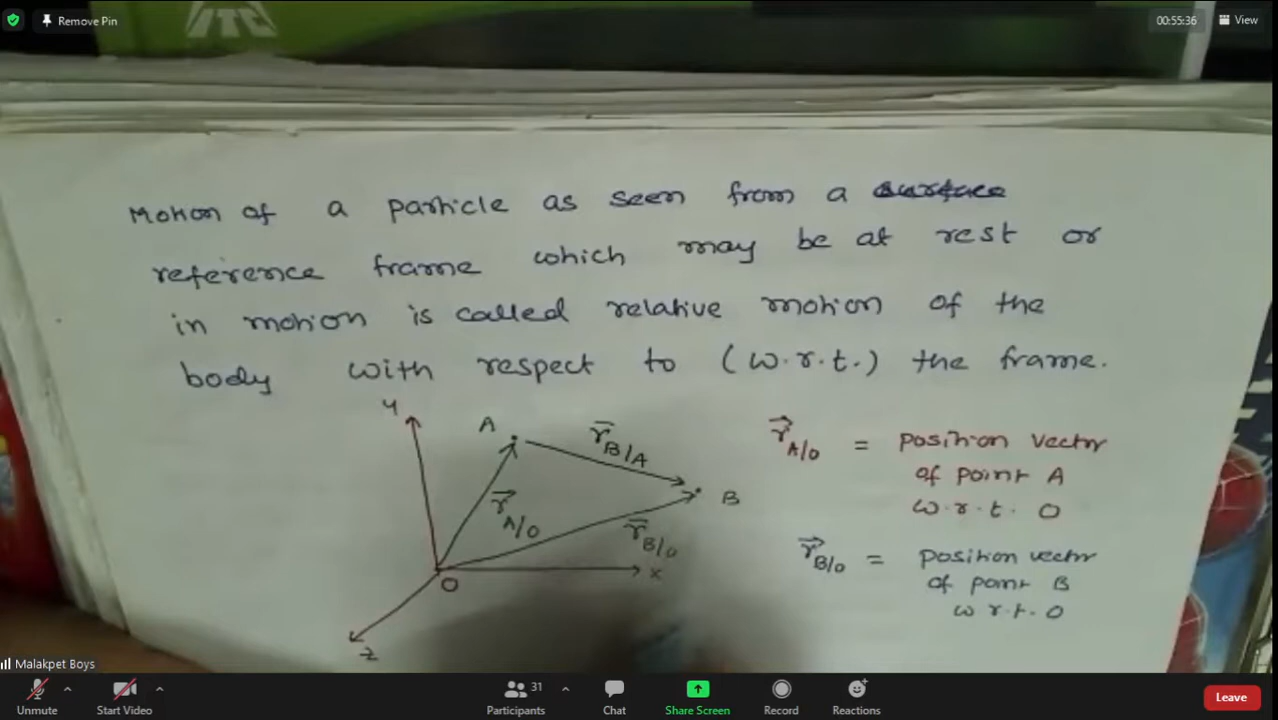 ITC
Remove Pin
00:55:36
View
Motion of a particle as seen from a surface
reference frame which may be at rest or
in motion is called relative motion of the
body with respect to (w.r.t.) the frame.
y
A
r B/A
B
r A/O
r B/O
O
x
z
r A/O = position vector
of point A
w.r.t. O
r B/O = position vector
of point B
w r.t. O
Malakpet Boys
Unmute
Start Video
31
Participants
Chat
Share Screen
Record
Reactions
Leave